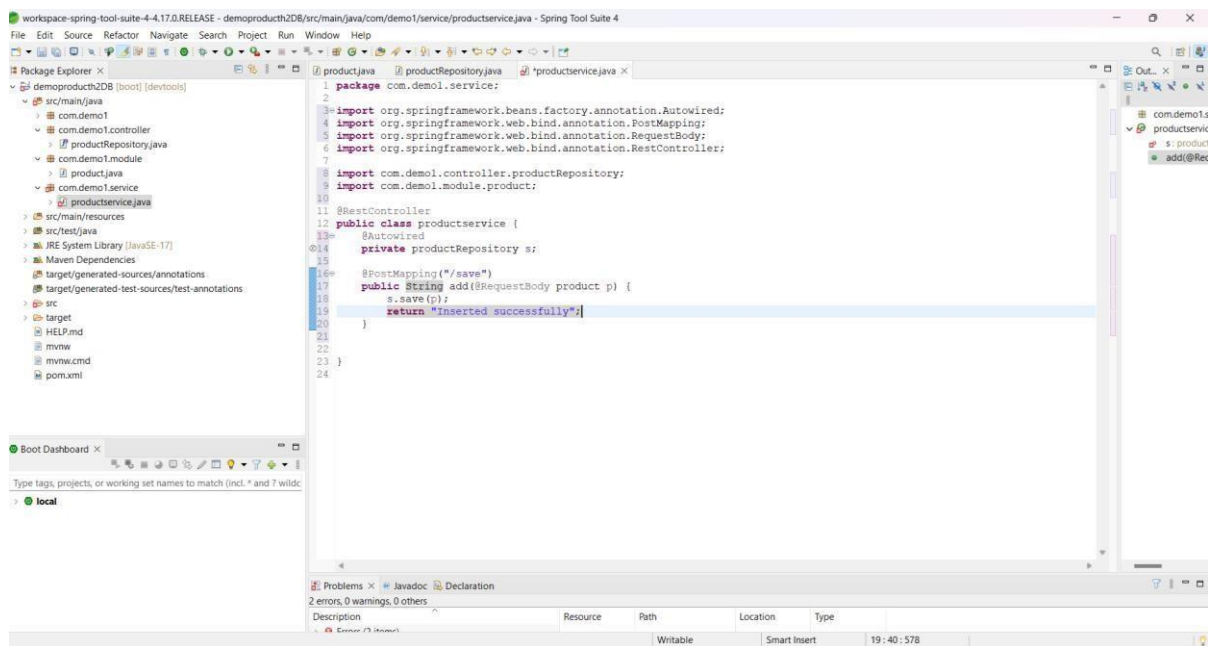 workspace-spring-tool-suite-4-4.17.0.RELEASE - demoproducth2DB/src/main/java/com/demo1/service/productservice.java - Spring Tool Suite 4
File Edit Source Refactor Navigate Search Project Run Window Help
Package Explorer
demoproducth2DB [boot] [devtools]
src/main/java
com.demo1
com.demo1.controller
productRepository.java
com.demo1.module
product.java
com.demo1.service
productservice.java
src/main/resources
src/test/java
JRE System Library [JavaSE-17]
Maven Dependencies
target/generated-sources/annotations
target/generated-test-sources/test-annotations
src
target
HELP.md
mvnw
mvnw.cmd
pom.xml
Boot Dashboard
Type tags, projects, or working set names to match (incl. * and ? wildc
local
product.java productRepository.java *productservice.java
1 package com.demo1.service;
2
3 import org.springframework.beans.factory.annotation.Autowired;
4 import org.springframework.web.bind.annotation.PostMapping;
5 import org.springframework.web.bind.annotation.RequestBody;
6 import org.springframework.web.bind.annotation.RestController;
8 import com.demo1.controller.productRepository;
9 import com.demo1.module.product;
10
11 @RestController
12 public class productservice {
13 @Autowired
14 private productRepository s;
15
16 @PostMapping("/save")
17 public String add(@RequestBody product p) {
18 s.save(p);
19 return "Inserted successfully";
20 }
21
22
23 }
24
Out...
com.demo1.s
productservic
s : product
add(@Rec
Problems Javadoc Declaration
2 errors, 0 warnings, 0 others
Description Resource Path Location Type
Errors (2 items)
Writable Smart Insert 19 : 40 : 578